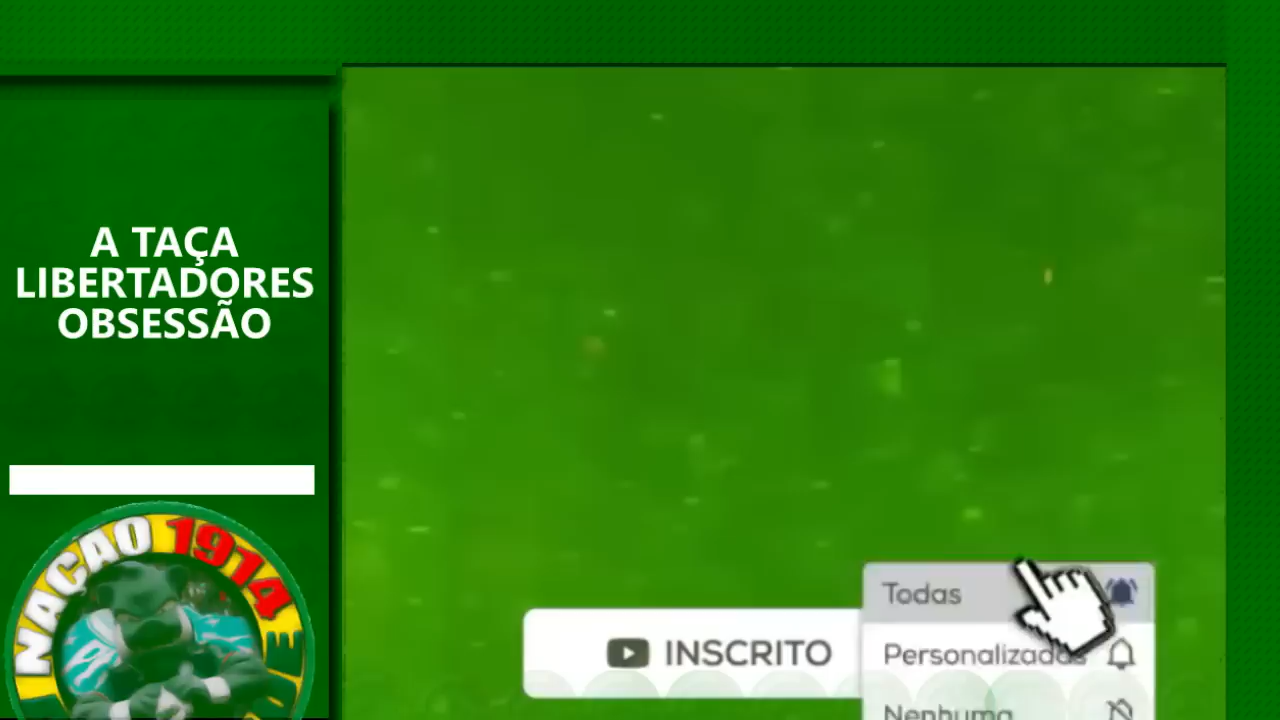 A TAÇA
LIBERTADORES
OBSESSÃO
NAÇÃO 1914
INSCRITO
Todas
Personalizadas
Nenhuma